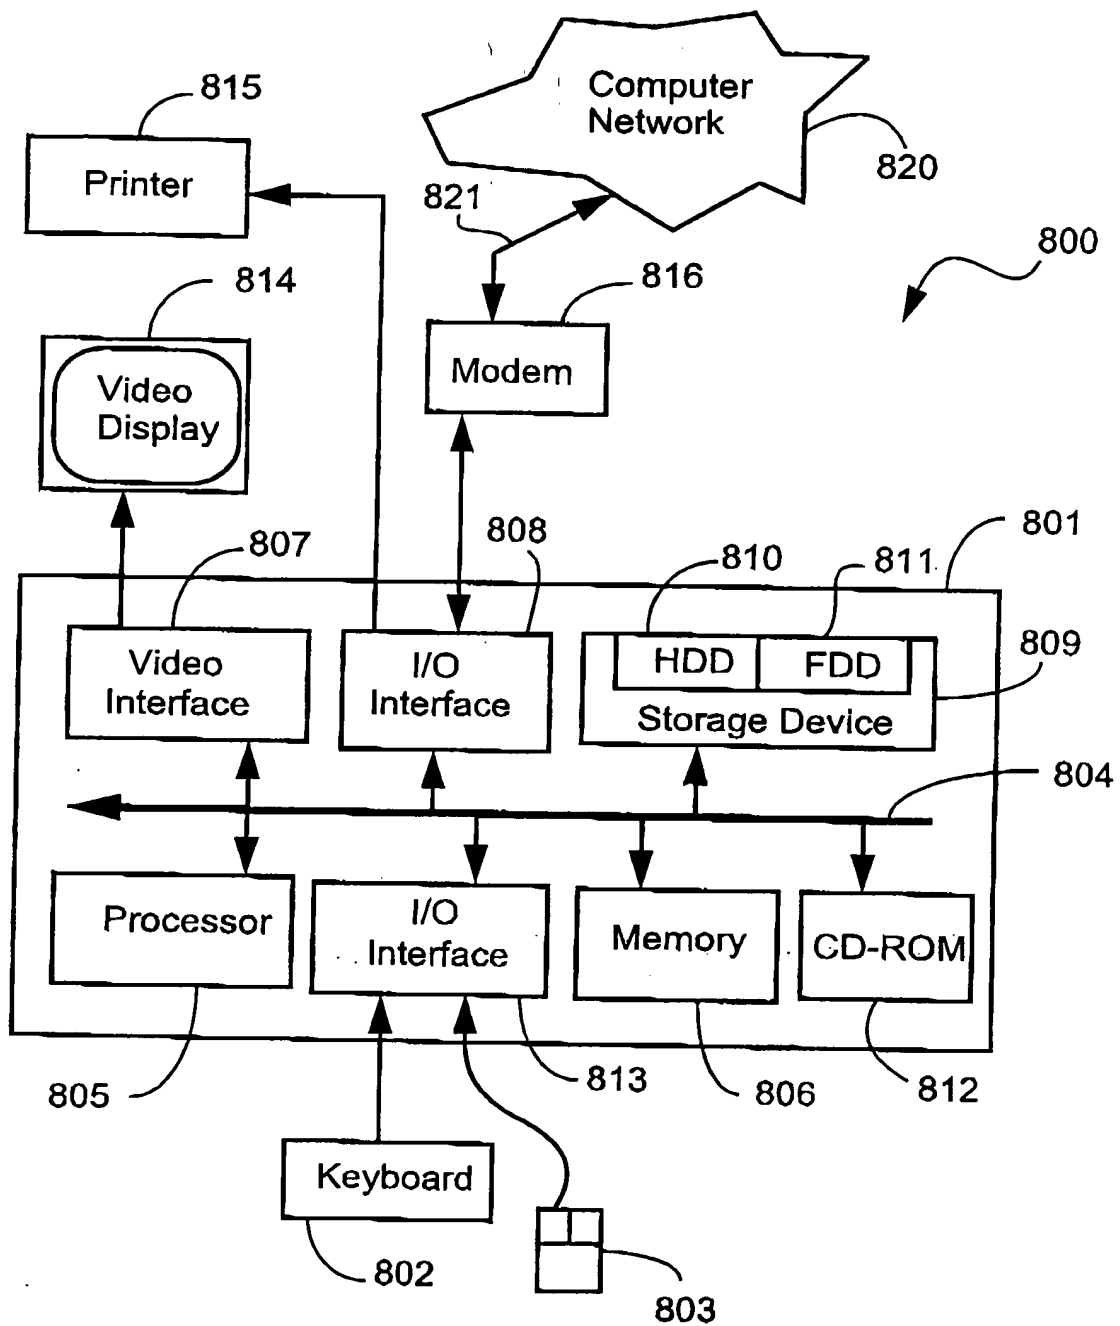 Computer
Network
815
Printer
820
821
800
814
816
Video
Display
Modem
807
808
810
811
801
Video
Interface
I/O
Interface
HDD
FDD
Storage Device
809
804
Processor
I/O
Interface
Memory
CD-ROM
805
813
806
812
Keyboard
802
803